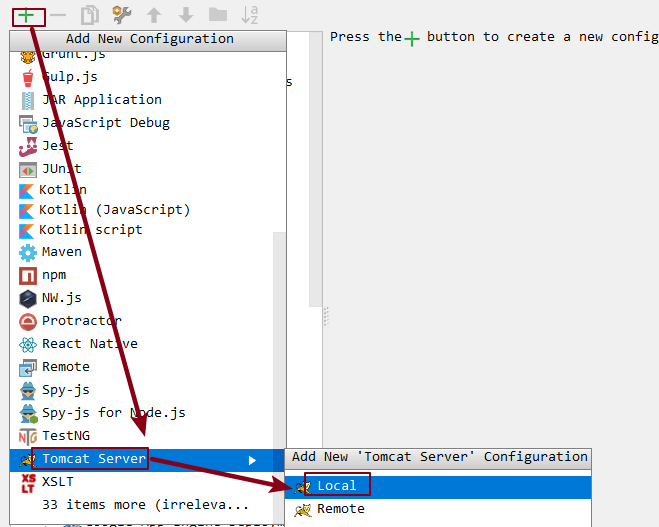 Add New Configuration
Press the + button to create a new config
Grunt.js
Gulp.js
s
JAR Application
JavaScript Debug
Jest
JUnit
Kotlin
Kotlin (JavaScript)
Kotlin script
Maven
npm
NW.js
Protractor
React Native
Remote
Spy-js
Spy-js for Node.js
TestNG
Tomcat Server
XSLT
33 items more (irreleva...
Add New 'Tomcat Server' Configuration
Local
Remote